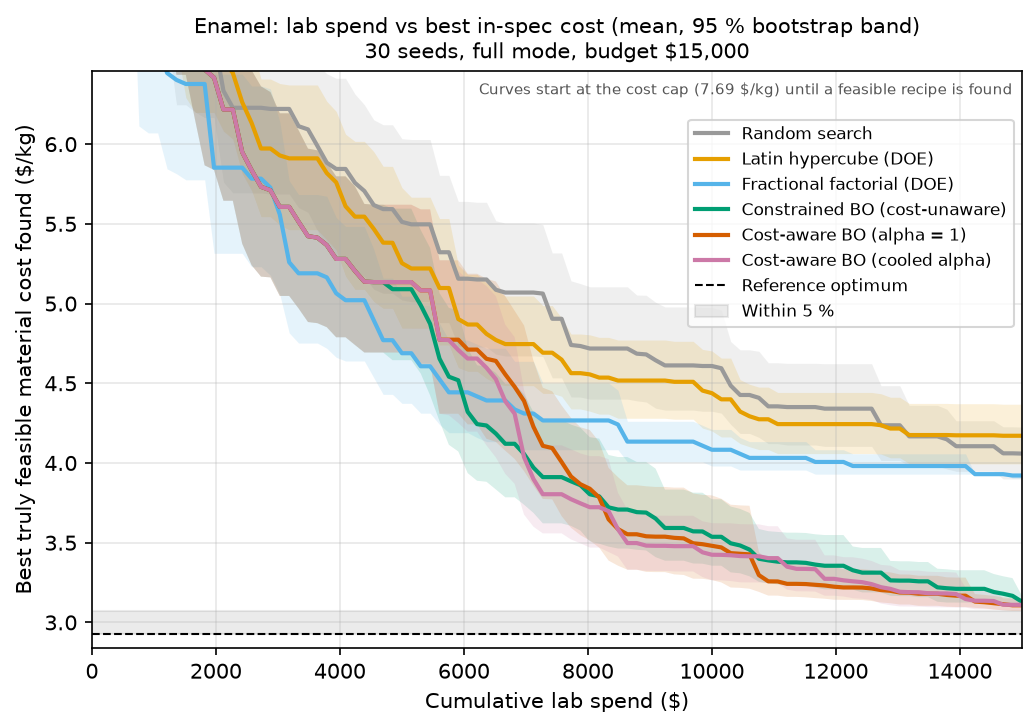 Enamel: lab spend vs best in-spec cost (mean, 95 % bootstrap band)
30 seeds, full mode, budget $15,000
Curves start at the cost cap (7.69 $/kg) until a feasible recipe is found
Random search
Latin hypercube (DOE)
Fractional factorial (DOE)
Constrained BO (cost-unaware)
Cost-aware BO (alpha = 1)
Cost-aware BO (cooled alpha)
Reference optimum
Within 5 %
Best truly feasible material cost found ($/kg)
6.0
5.5
5.0
4.5
4.0
3.5
3.0
0 2000 4000 6000 8000 10000 12000 14000
Cumulative lab spend ($)